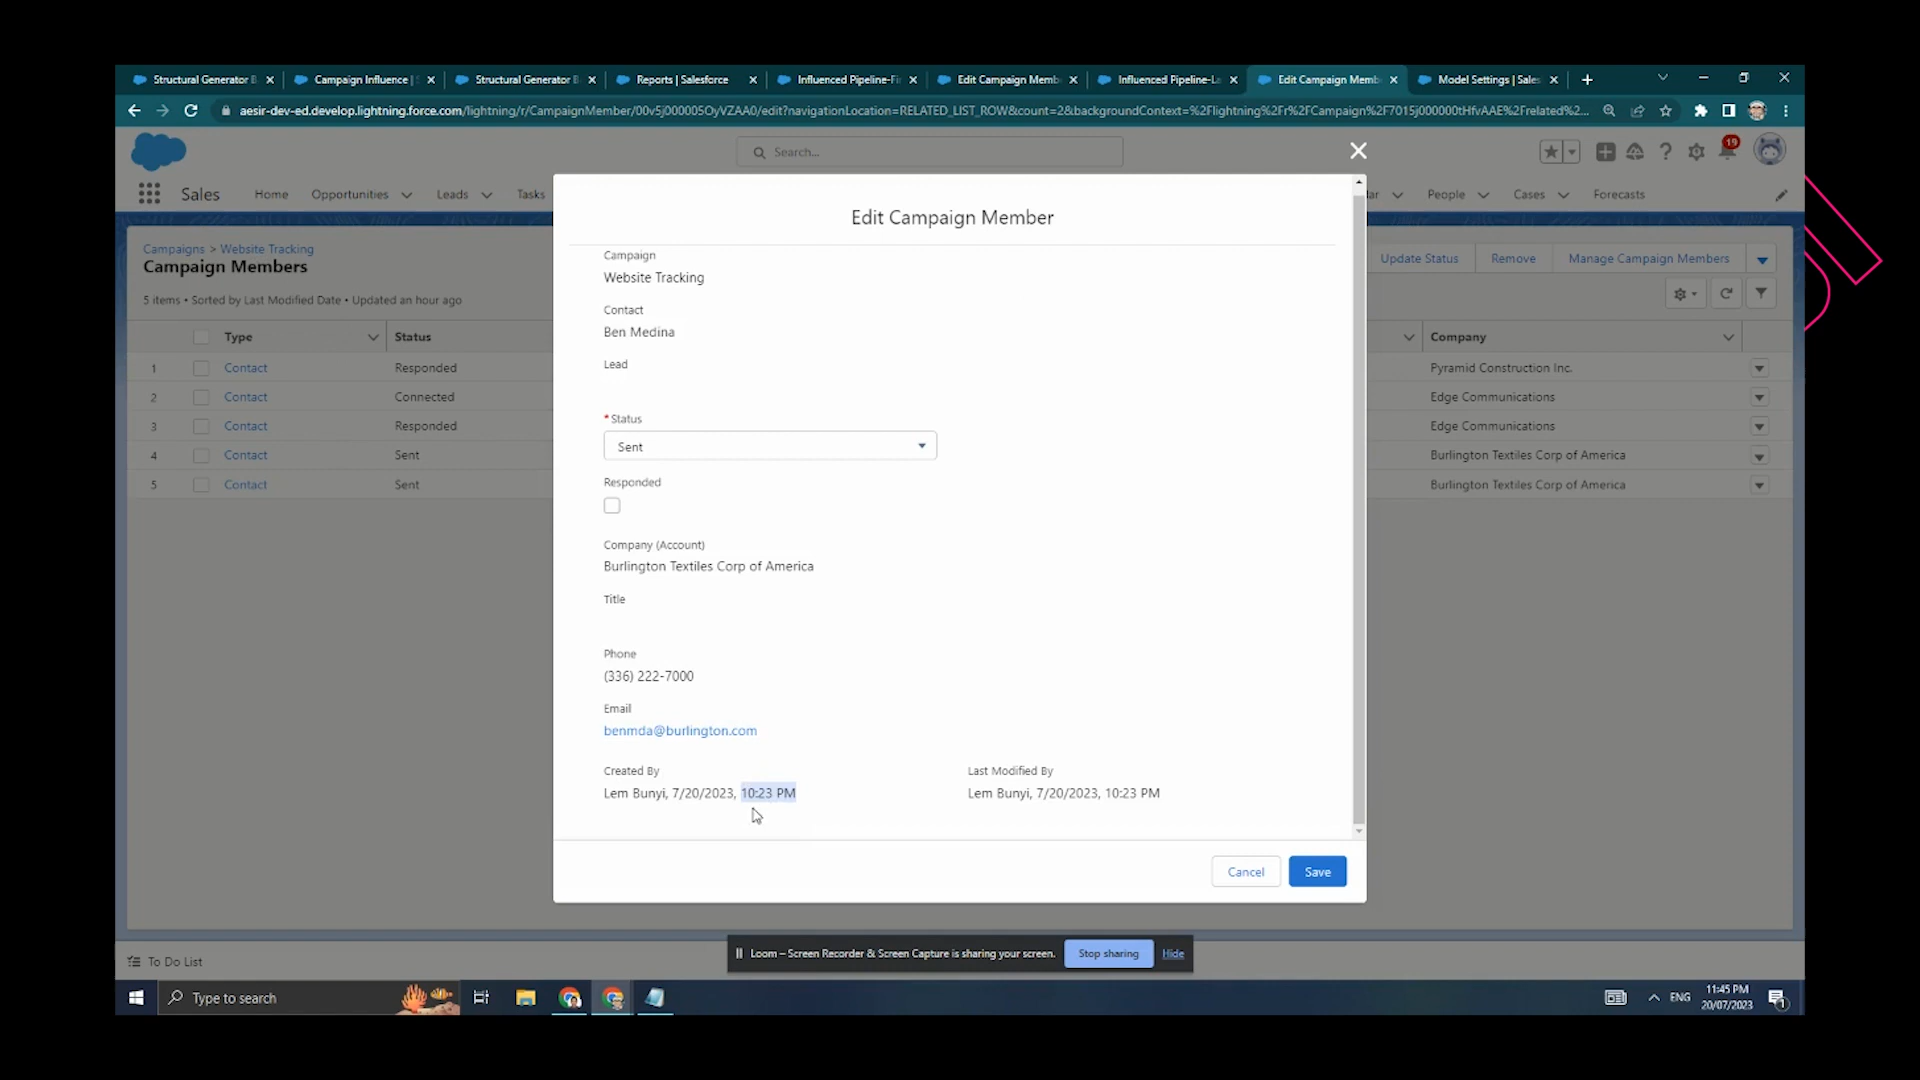 Structural Generator
Campaign Influence |
Structural Generator
Reports | Salesforce
Influenced Pipeline-Fi
Edit Campaign Memb
Influenced Pipeline-La
Edit Campaign Memb
Model Settings | Sales
aesir-dev-ed.develop.lightning.force.com/lightning/r/CampaignMember/00v5j000005OyVZAA0/edit?navigationLocation=RELATED_LIST_ROW&count=2&backgroundContext=%2Flightning%2Fr%2FCampaign%2F7015j000000tHfvAAE%2Frelated%2...
Search...
19
Sales
Home
Opportunities
Leads
Tasks
ar
People
Cases
Forecasts
Campaigns > Website Tracking
Campaign Members
5 items • Sorted by Last Modified Date • Updated an hour ago
Update Status
Remove
Manage Campaign Members
Type
Status
Company
1 Contact Responded Pyramid Construction Inc.
2 Contact Connected Edge Communications
3 Contact Responded Edge Communications
4 Contact Sent Burlington Textiles Corp of America
5 Contact Sent Burlington Textiles Corp of America
Edit Campaign Member
Campaign
Website Tracking
Contact
Ben Medina
Lead
*Status
Sent
Responded
Company (Account)
Burlington Textiles Corp of America
Title
Phone
(336) 222-7000
Email
benmda@burlington.com
Created By
Lem Bunyi, 7/20/2023, 10:23 PM
Last Modified By
Lem Bunyi, 7/20/2023, 10:23 PM
Cancel
Save
To Do List
Loom – Screen Recorder & Screen Capture is sharing your screen.
Stop sharing
Hide
Type to search
ENG
11:45 PM
20/07/2023
1